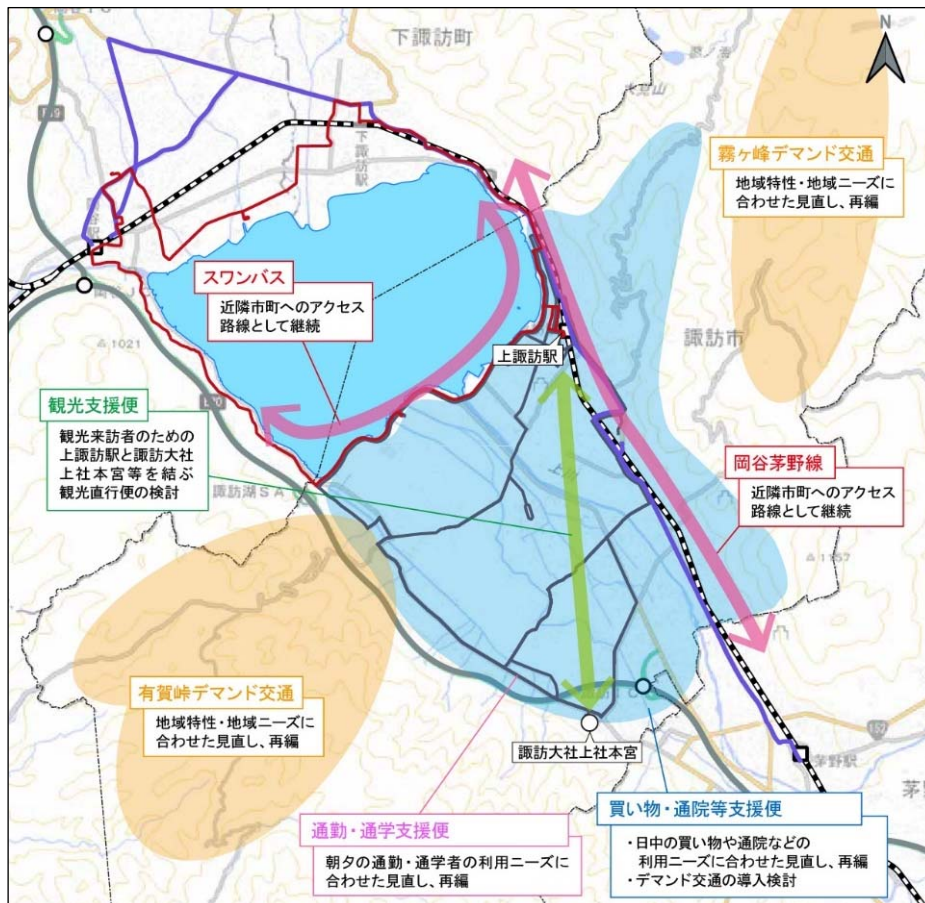 下諏訪町
N
霧ヶ峰デマンド交通
地域特性・地域ニーズに
合わせた見直し、再編
下諏訪駅
スワンバス
近隣市町へのアクセス
路線として継続
諏訪市
1021
上諏訪駅
観光支援便
観光来訪者のための
上諏訪駅と諏訪大社
上社本宮等を結ぶ
観光直行便の検討
上川
岡谷茅野線
近隣市町へのアクセス
路線として継続
諏訪湖SA
1157
有賀峠デマンド交通
地域特性・地域ニーズに
合わせた見直し、再編
諏訪大社上社本宮
152
茅野駅
茅野
通勤・通学支援便
朝夕の通勤・通学者の利用ニーズに
合わせた見直し、再編
買い物・通院等支援便
・日中の買い物や通院などの
利用ニーズに合わせた見直し、再編
・デマンド交通の導入検討